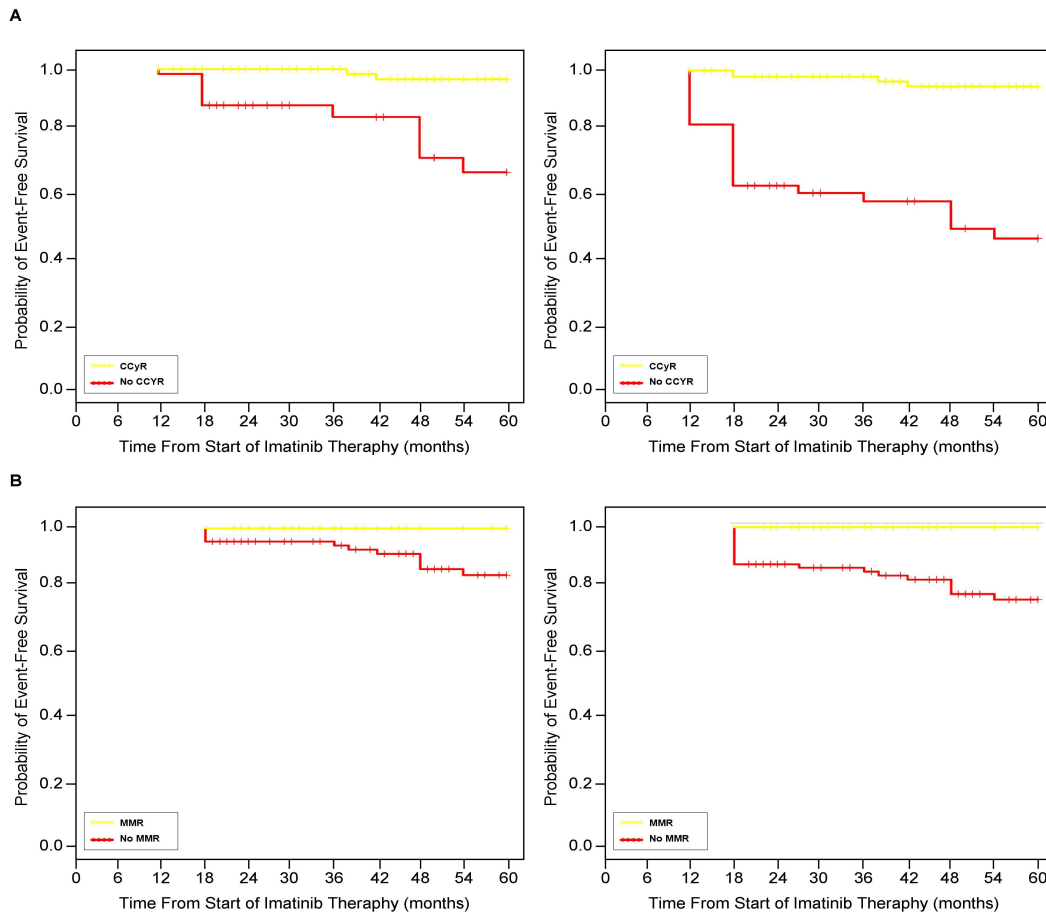 A
Probability of Event-Free Survival
1.0
0.8
0.6
0.4
0.2
0.0
CCyR
No CCYR
0 6 12 18 24 30 36 42 48 54 60
Time From Start of Imatinib Theraphy (months)
Probability of Event-Free Survival
1.0
0.8
0.6
0.4
0.2
0.0
CCyR
No CCYR
0 6 12 18 24 30 36 42 48 54 60
Time From Start of Imatinib Theraphy (months)
B
Probability of Event-Free Survival
1.0
0.8
0.6
0.4
0.2
0.0
MMR
No MMR
0 6 12 18 24 30 36 42 48 54 60
Time From Start of Imatinib Theraphy (months)
Probability of Event-Free Survival
1.0
0.8
0.6
0.4
0.2
0.0
MMR
No MMR
0 6 12 18 24 30 36 42 48 54 60
Time From Start of Imatinib Theraphy (months)